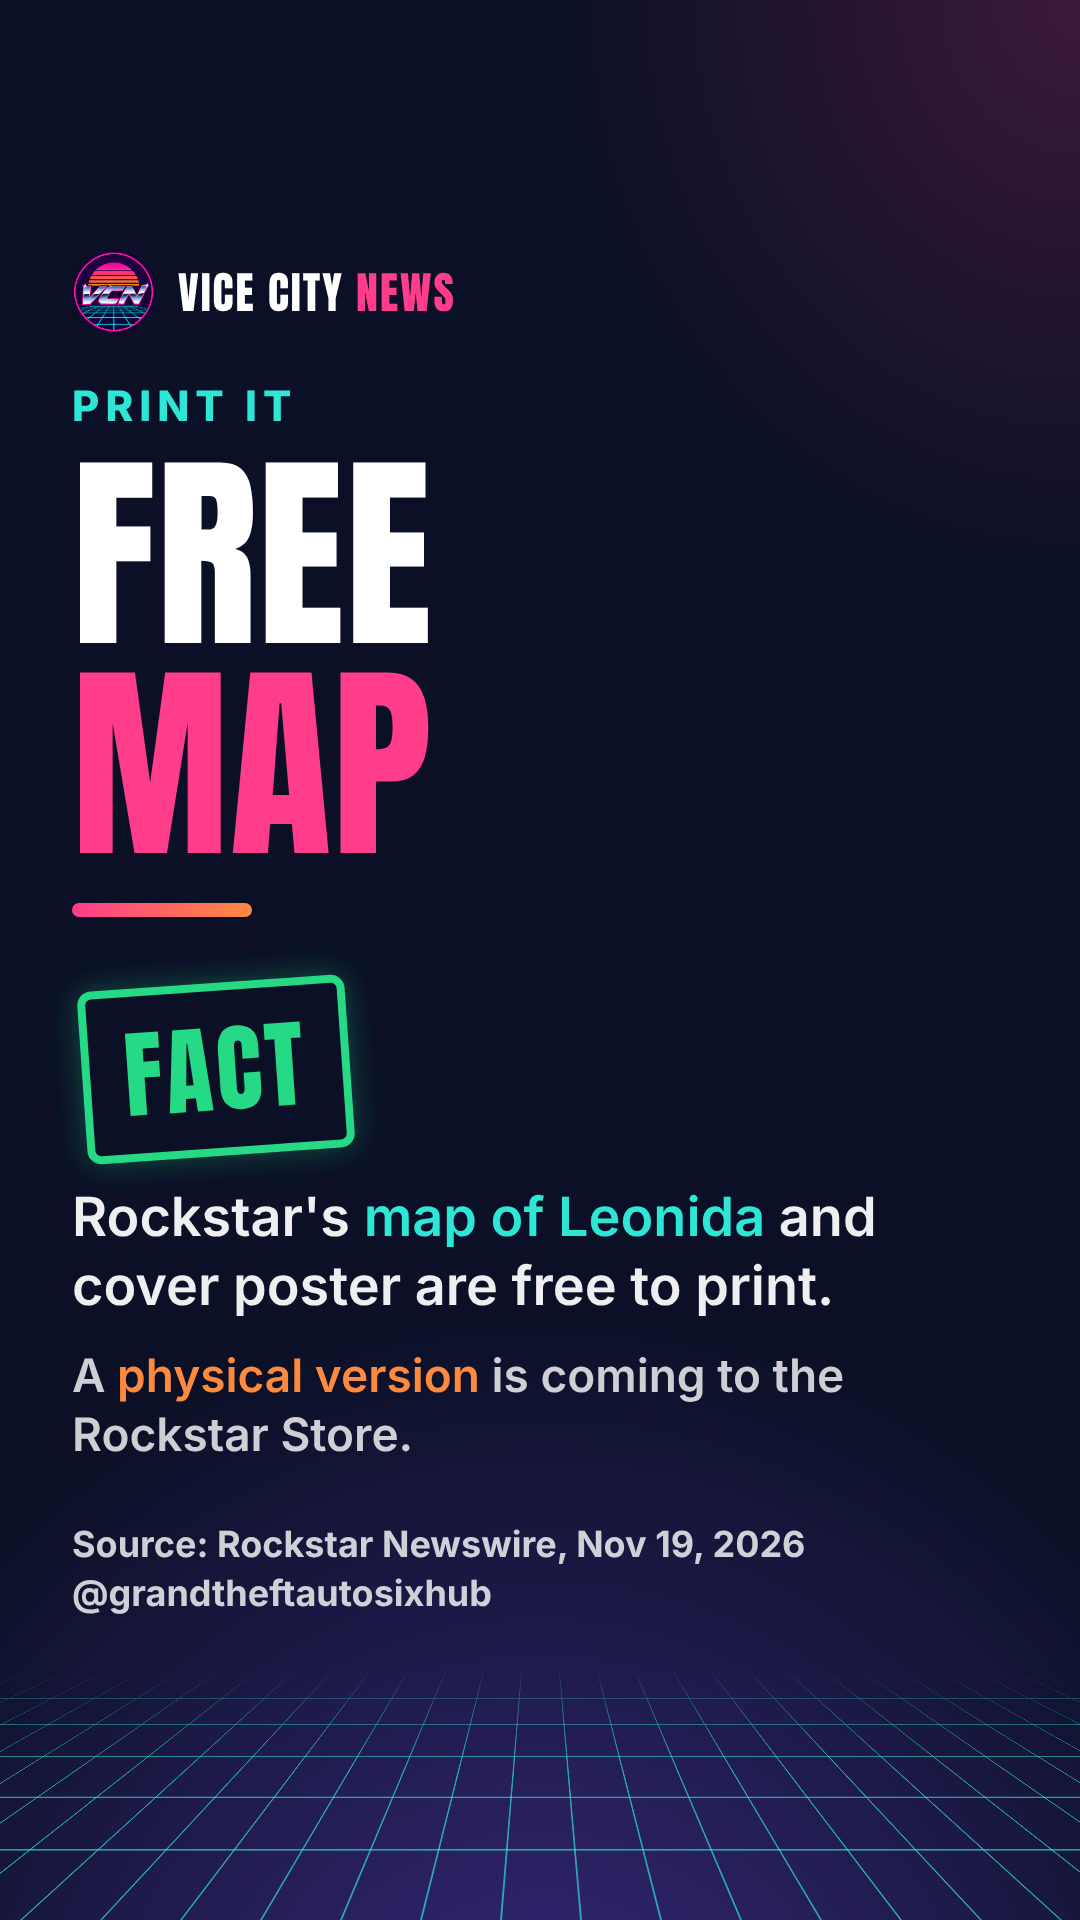 VCN
VICE CITY NEWS
PRINT IT
FREE
MAP
FACT
Rockstar's map of Leonida and
cover poster are free to print.
A physical version is coming to the
Rockstar Store.
Source: Rockstar Newswire, Nov 19, 2026
@grandtheftautosixhub